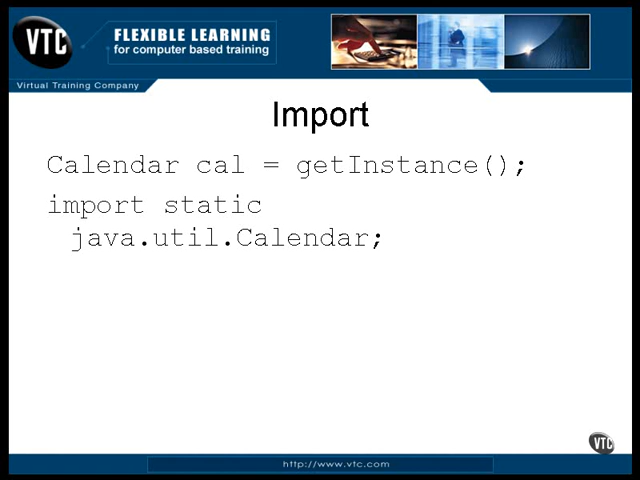 VTC
FLEXIBLE LEARNING
for computer based training
Virtual Training Company
Import
Calendar cal = getInstance();
import static
java.util.Calendar;
VTC
http://www.vtc.com